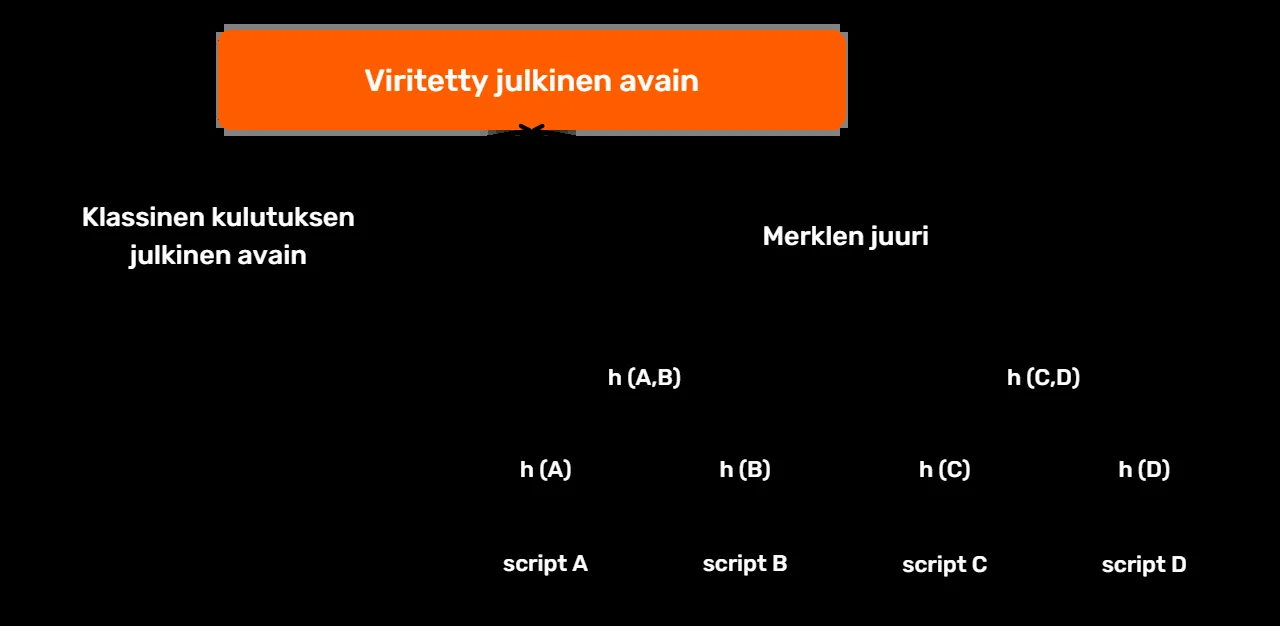 Viritetty julkinen avain
Klassinen kulutuksen
julkinen avain
Merklen juuri
h (A,B)
h (C,D)
h (A)
h (B)
h (C)
h (D)
script A
script B
script C
script D